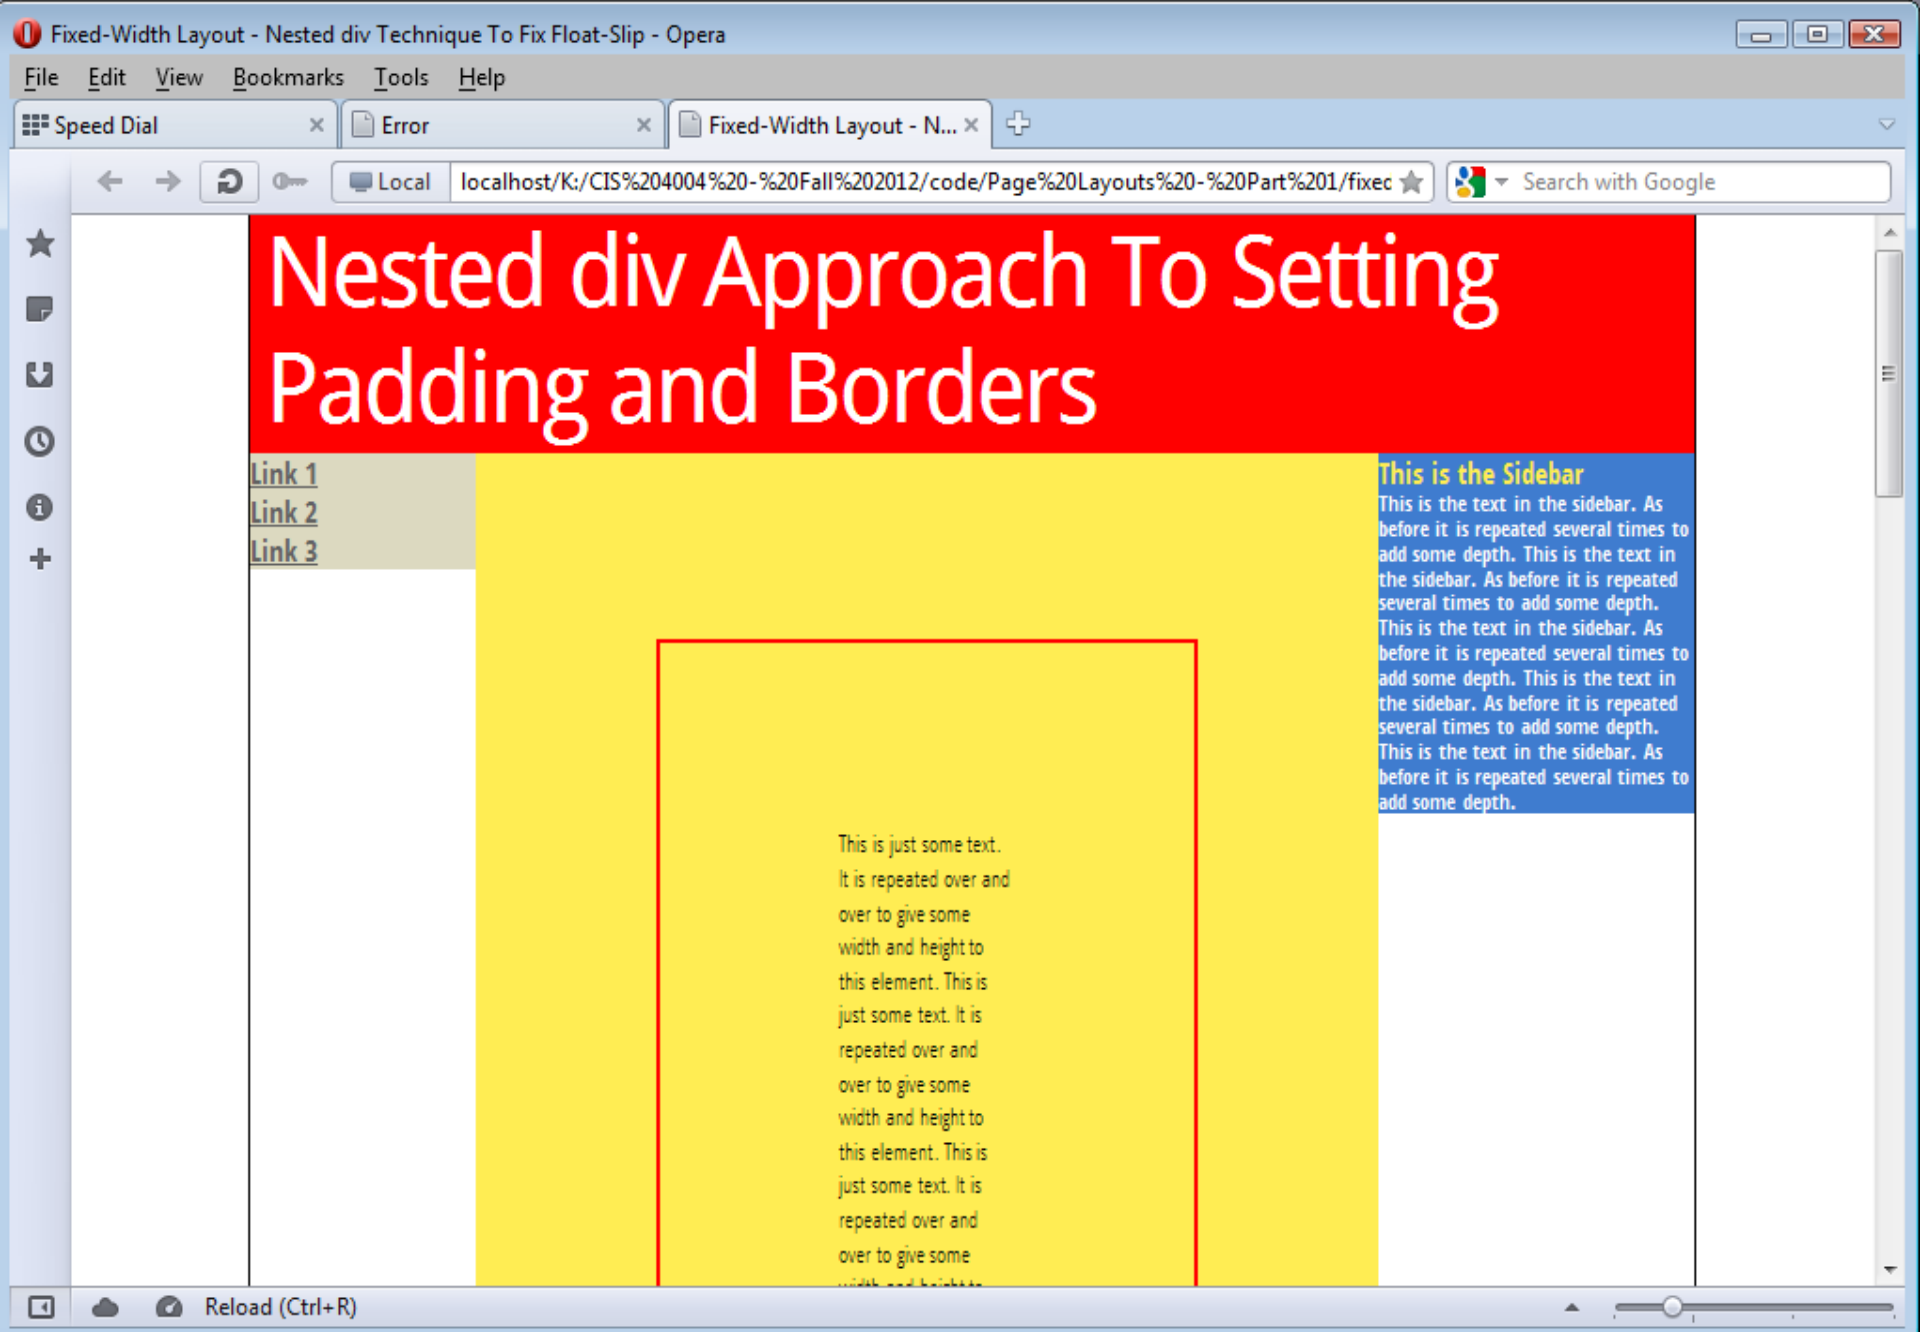 Fixed-Width Layout - Nested div Technique To Fix Float-Slip - Opera
File Edit View Bookmarks Tools Help
Speed Dial Error Fixed-Width Layout - N...
Local localhost/K:/CIS%204004%20-%20Fall%202012/code/Page%20Layouts%20-%20Part%201/fixed Search with Google
Nested div Approach To Setting
Padding and Borders
Link 1
Link 2
Link 3
This is just some text.
It is repeated over and
over to give some
width and height to
this element. This is
just some text. It is
repeated over and
over to give some
width and height to
this element. This is
just some text. It is
repeated over and
over to give some
width and height to
This is the Sidebar
This is the text in the sidebar. As
before it is repeated several times to
add some depth. This is the text in
the sidebar. As before it is repeated
several times to add some depth.
This is the text in the sidebar. As
before it is repeated several times to
add some depth. This is the text in
the sidebar. As before it is repeated
several times to add some depth.
This is the text in the sidebar. As
before it is repeated several times to
add some depth.
Reload (Ctrl+R)